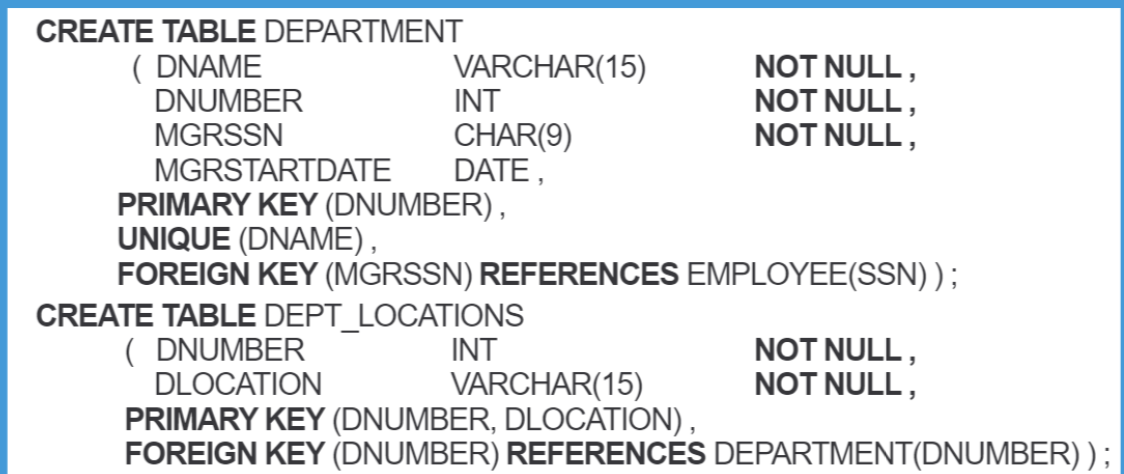 CREATE TABLE DEPARTMENT
( DNAME VARCHAR(15) NOT NULL ,
DNUMBER INT NOT NULL ,
MGRSSN CHAR(9) NOT NULL ,
MGRSTARTDATE DATE ,
PRIMARY KEY (DNUMBER) ,
UNIQUE (DNAME) ,
FOREIGN KEY (MGRSSN) REFERENCES EMPLOYEE(SSN) ) ;
CREATE TABLE DEPT_LOCATIONS
( DNUMBER INT NOT NULL ,
DLOCATION VARCHAR(15) NOT NULL ,
PRIMARY KEY (DNUMBER, DLOCATION) ,
FOREIGN KEY (DNUMBER) REFERENCES DEPARTMENT(DNUMBER) ) ;